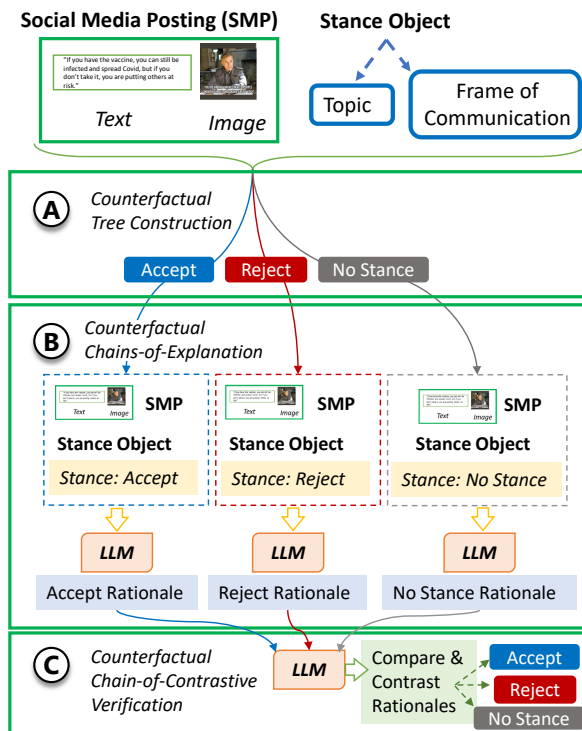 Social Media Posting (SMP)
Stance Object
"If you have the vaccine, you can still be
infected and spread Covid, but if you
don't take it, you are putting others at
risk."
Text
Image
Topic
Frame of
Communication
A
Counterfactual
Tree Construction
Accept
Reject
No Stance
B
Counterfactual
Chains-of-Explanation
Text
Image
SMP
Stance Object
Stance: Accept
Text
Image
SMP
Stance Object
Stance: Reject
Text
Image
SMP
Stance Object
Stance: No Stance
LLM
LLM
LLM
Accept Rationale
Reject Rationale
No Stance Rationale
C
Counterfactual
Chain-of-Contrastive
Verification
LLM
Compare &
Contrast
Rationales
Accept
Reject
No Stance